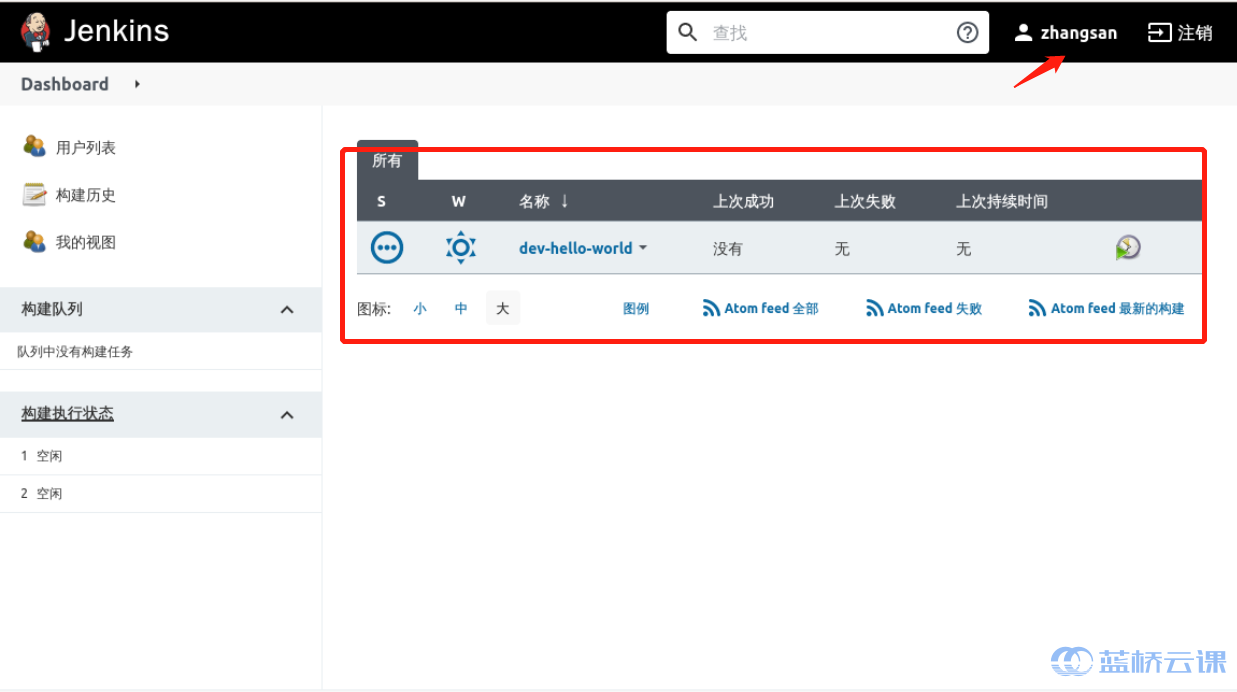 Jenkins 查找 zhangsan 注销
Dashboard
用户列表
构建历史
我的视图
构建队列
队列中没有构建任务
构建执行状态
1 空闲
2 空闲
所有
S W 名称 ↓ 上次成功 上次失败 上次持续时间
dev-hello-world 没有 无 无
图标: 小 中 大 图例 Atom feed 全部 Atom feed 失败 Atom feed 最新的构建
蓝桥云课